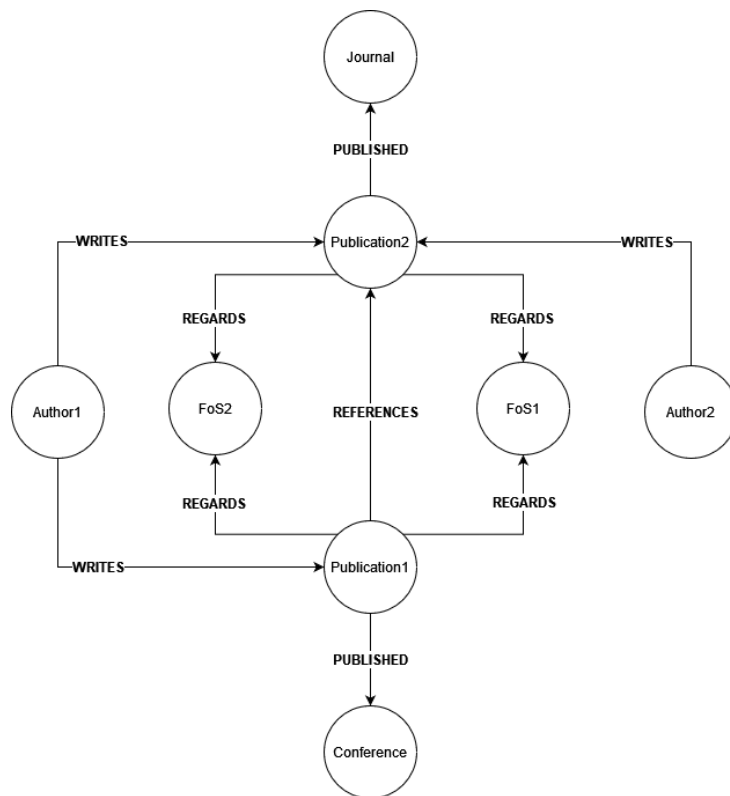 Journal
PUBLISHED
WRITES
Publication2
WRITES
REGARDS
REGARDS
Author1
FoS2
REFERENCES
FoS1
Author2
REGARDS
REGARDS
WRITES
Publication1
PUBLISHED
Conference